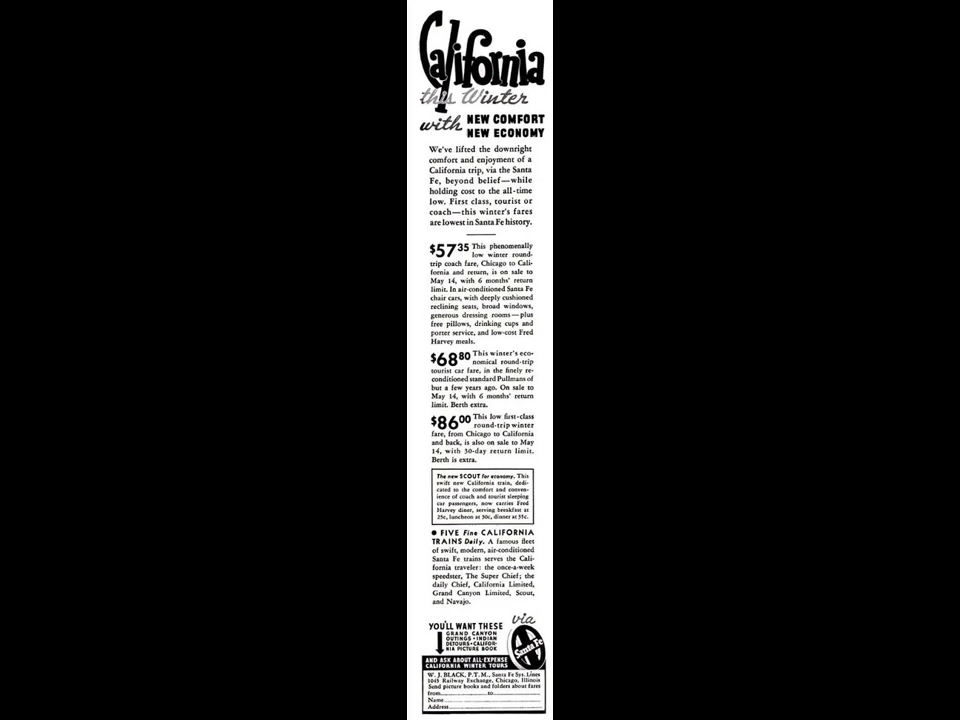 California
this Winter
with NEW COMFORT
NEW ECONOMY
We've lifted the downright
comfort and enjoyment of a
California trip, via the Santa
Fe, beyond belief—while
holding cost to the all-time
low. First class, tourist or
coach—this winter's fares
are lowest in Santa Fe history.
$57 35 This phenomenally
low winter round-
trip coach fare, Chicago to Cali-
fornia and return, is on sale to
May 14, with 6 months' return
limit. In air-conditioned Santa Fe
chair cars, with deeply cushioned
reclining seats, broad windows,
generous dressing rooms—plus
free pillows, drinking cups and
porter service, and low-cost Fred
Harvey meals.
$68 80 This winter's eco-
nomical round-trip
tourist car fare, in the finely re-
conditioned standard Pullmans of
but a few years ago. On sale to
May 14, with 6 months' return
limit. Berth extra.
$86 00 This low first-class
round-trip winter
fare, from Chicago to California
and back, is also on sale to May
14, with 30-day return limit.
Berth is extra.
The new SCOUT for economy. This
swift new California train, dedi-
cated to the comfort and conven-
ience of coach and tourist sleeping
car passengers, now carries Fred
Harvey diner, serving breakfast at
25c, luncheon at 30c, dinner at 35c.
● FIVE Fine CALIFORNIA
TRAINS Daily. A famous fleet
of swift, modern, air-conditioned
Santa Fe trains serves the Cali-
fornia traveler: the once-a-week
speedster, The Super Chief; the
daily Chief, California Limited,
Grand Canyon Limited, Scout,
and Navajo.
YOU'LL WANT THESE
GRAND CANYON
OUTINGS • INDIAN
DETOURS • CALIFOR-
NIA PICTURE BOOK
via
Santa Fe
AND ASK ABOUT ALL-EXPENSE
CALIFORNIA WINTER TOURS
W. J. BLACK, P. T. M., Santa Fe Sys. Lines
1045 Railway Exchange, Chicago, Illinois
Send picture books and folders about fares
from to
Name
Address